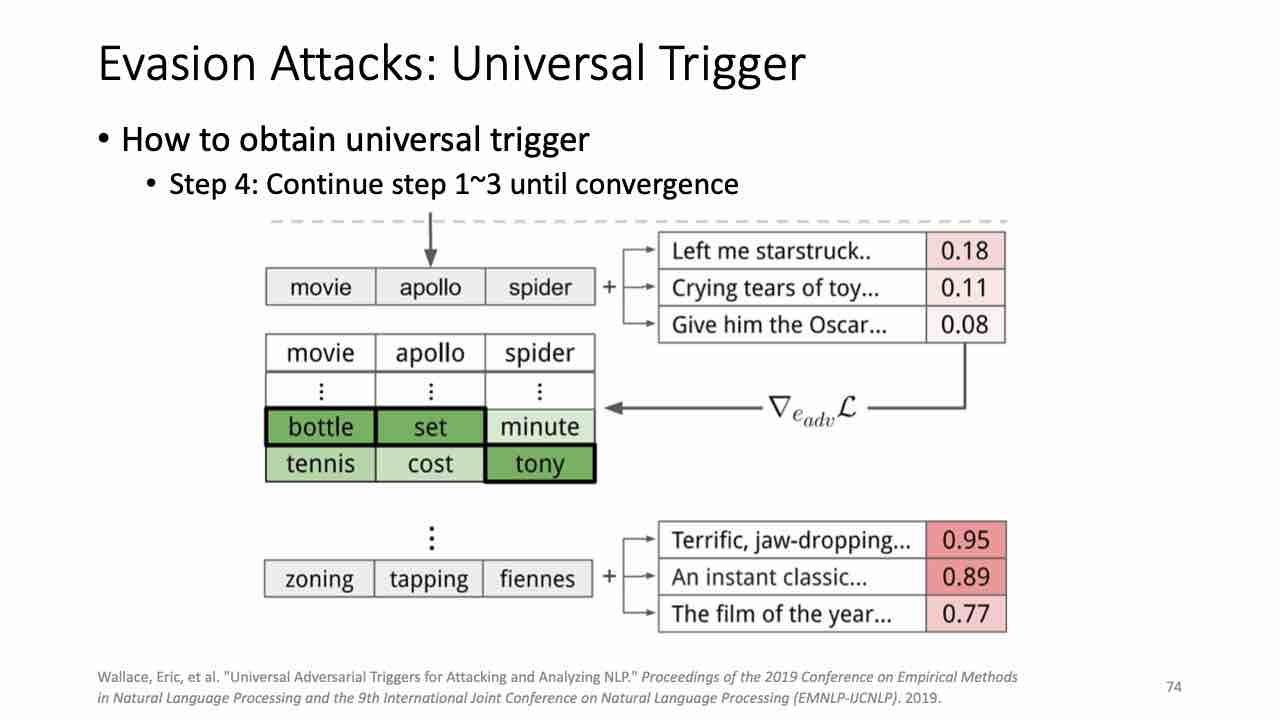 Evasion Attacks: Universal Trigger
• How to obtain universal trigger
• Step 4: Continue step 1~3 until convergence
movie apollo spider + Left me starstruck.. 0.18
Crying tears of toy... 0.11
Give him the Oscar... 0.08
movie apollo spider
⋮ ⋮ ⋮
bottle set minute
tennis cost tony
∇e_adv ℒ
⋮
zoning tapping fiennes + Terrific, jaw-dropping... 0.95
An instant classic... 0.89
The film of the year... 0.77
Wallace, Eric, et al. "Universal Adversarial Triggers for Attacking and Analyzing NLP." Proceedings of the 2019 Conference on Empirical Methods
in Natural Language Processing and the 9th International Joint Conference on Natural Language Processing (EMNLP-IJCNLP). 2019.
74